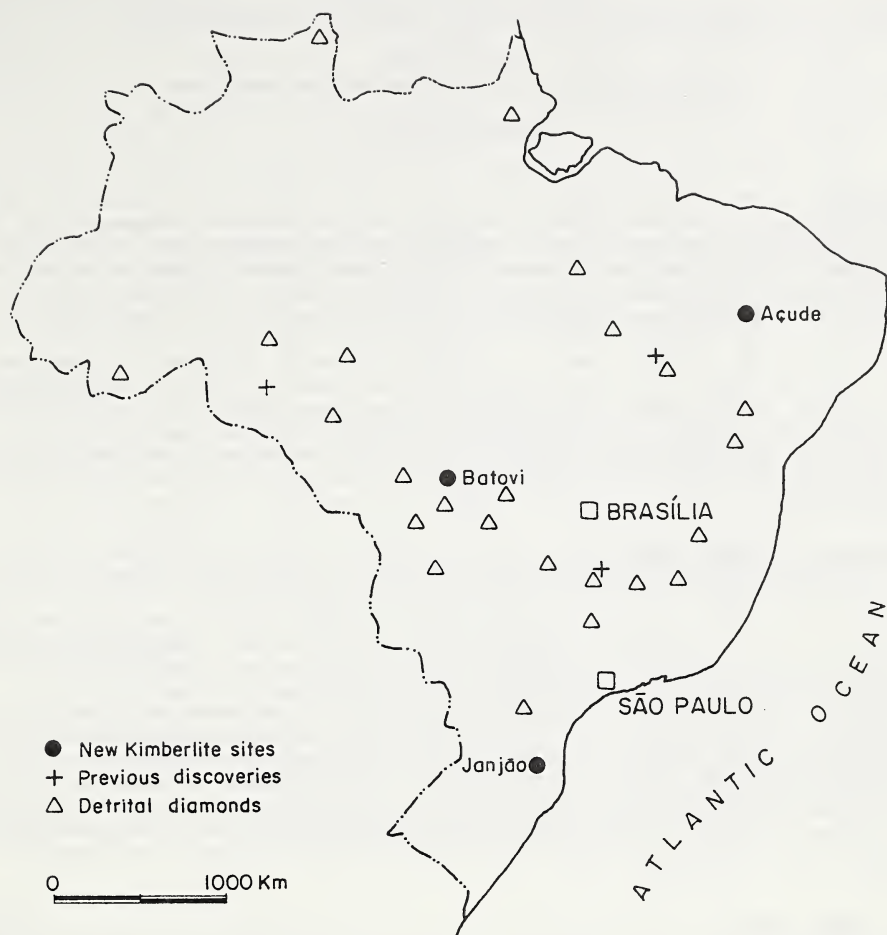 Açude
Batovi
BRASÍLIA
SÃO PAULO
ATLANTIC OCEAN
New Kimberlite sites
Previous discoveries
Detrital diamonds
Janjão
0 1000 Km